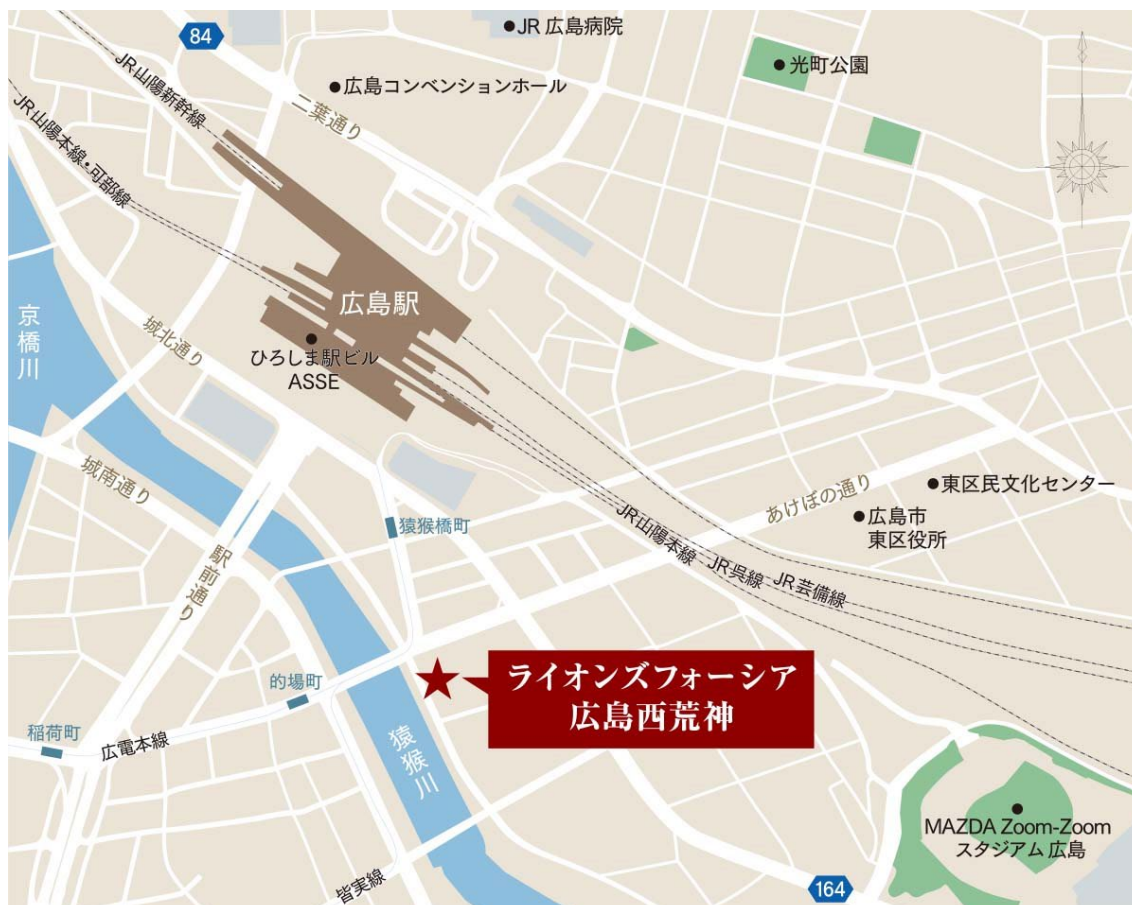 84
JR広島病院
光町公園
広島コンベンションホール
JR山陽新幹線
二葉通り
JR山陽本線・可部線
広島駅
京橋川
城北通り
ひろしま駅ビル
ASSE
城南通り
東区民文化センター
あけぼの通り
広島市
東区役所
猿猴橋町
駅前通り
JR山陽本線
JR呉線
JR芸備線
ライオンズフォーシア
広島西荒神
的場町
稲荷町
広電本線
猿猴川
MAZDA Zoom-Zoom
スタジアム広島
皆実線
164